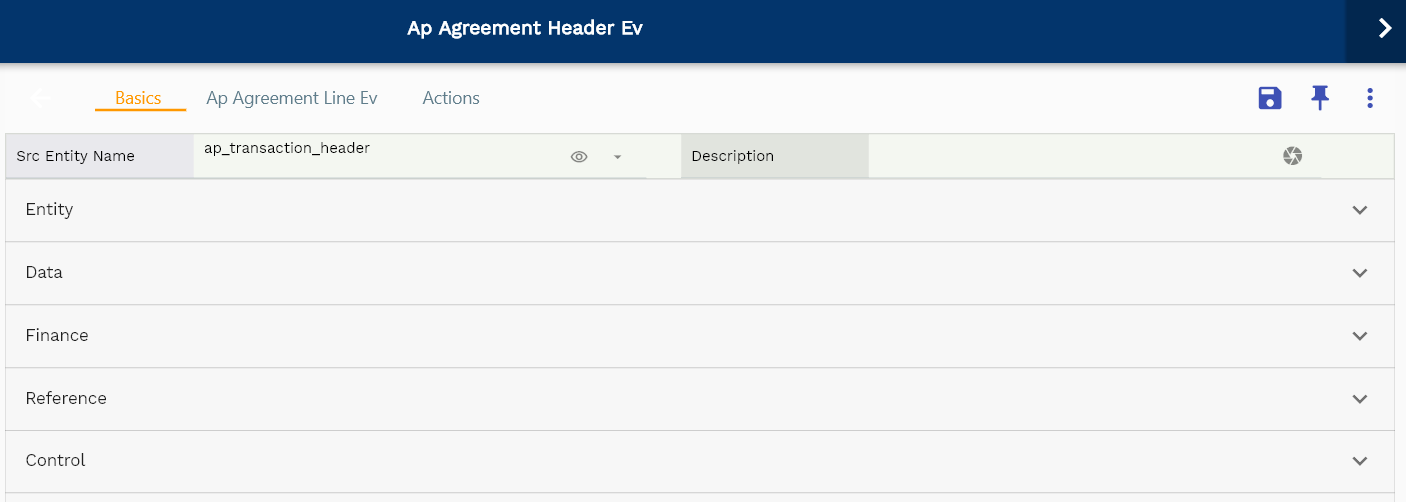 Ap Agreement Header Ev
Basics Ap Agreement Line Ev Actions
Src Entity Name ap_transaction_header Description
Entity
Data
Finance
Reference
Control